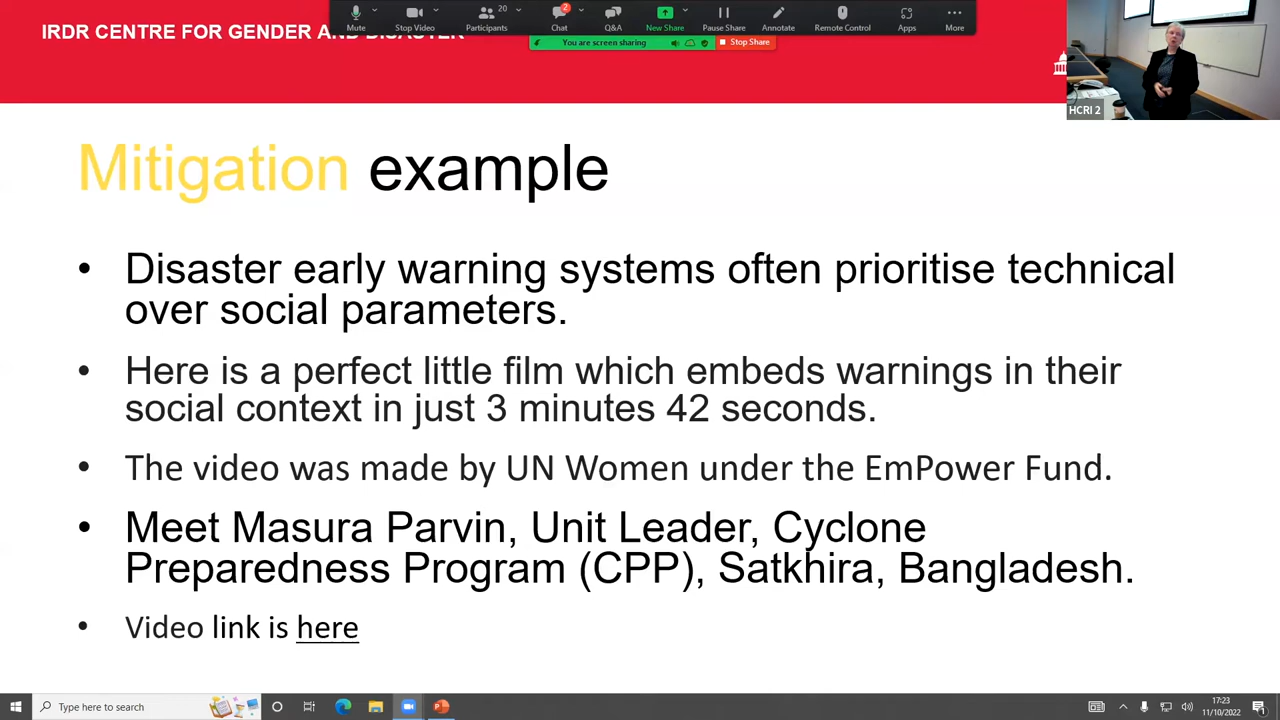 IRDR CENTRE FOR GENDER AND DISASTER
Mute
Stop Video
20
Participants
2
Chat
Q&A
New Share
Pause Share
Annotate
Remote Control
Apps
More
You are screen sharing
Stop Share
HCRI 2
Mitigation example
• Disaster early warning systems often prioritise technical
over social parameters.
• Here is a perfect little film which embeds warnings in their
social context in just 3 minutes 42 seconds.
• The video was made by UN Women under the EmPower Fund.
• Meet Masura Parvin, Unit Leader, Cyclone
Preparedness Program (CPP), Satkhira, Bangladesh.
• Video link is here
Type here to search
17:23
11/10/2022
1